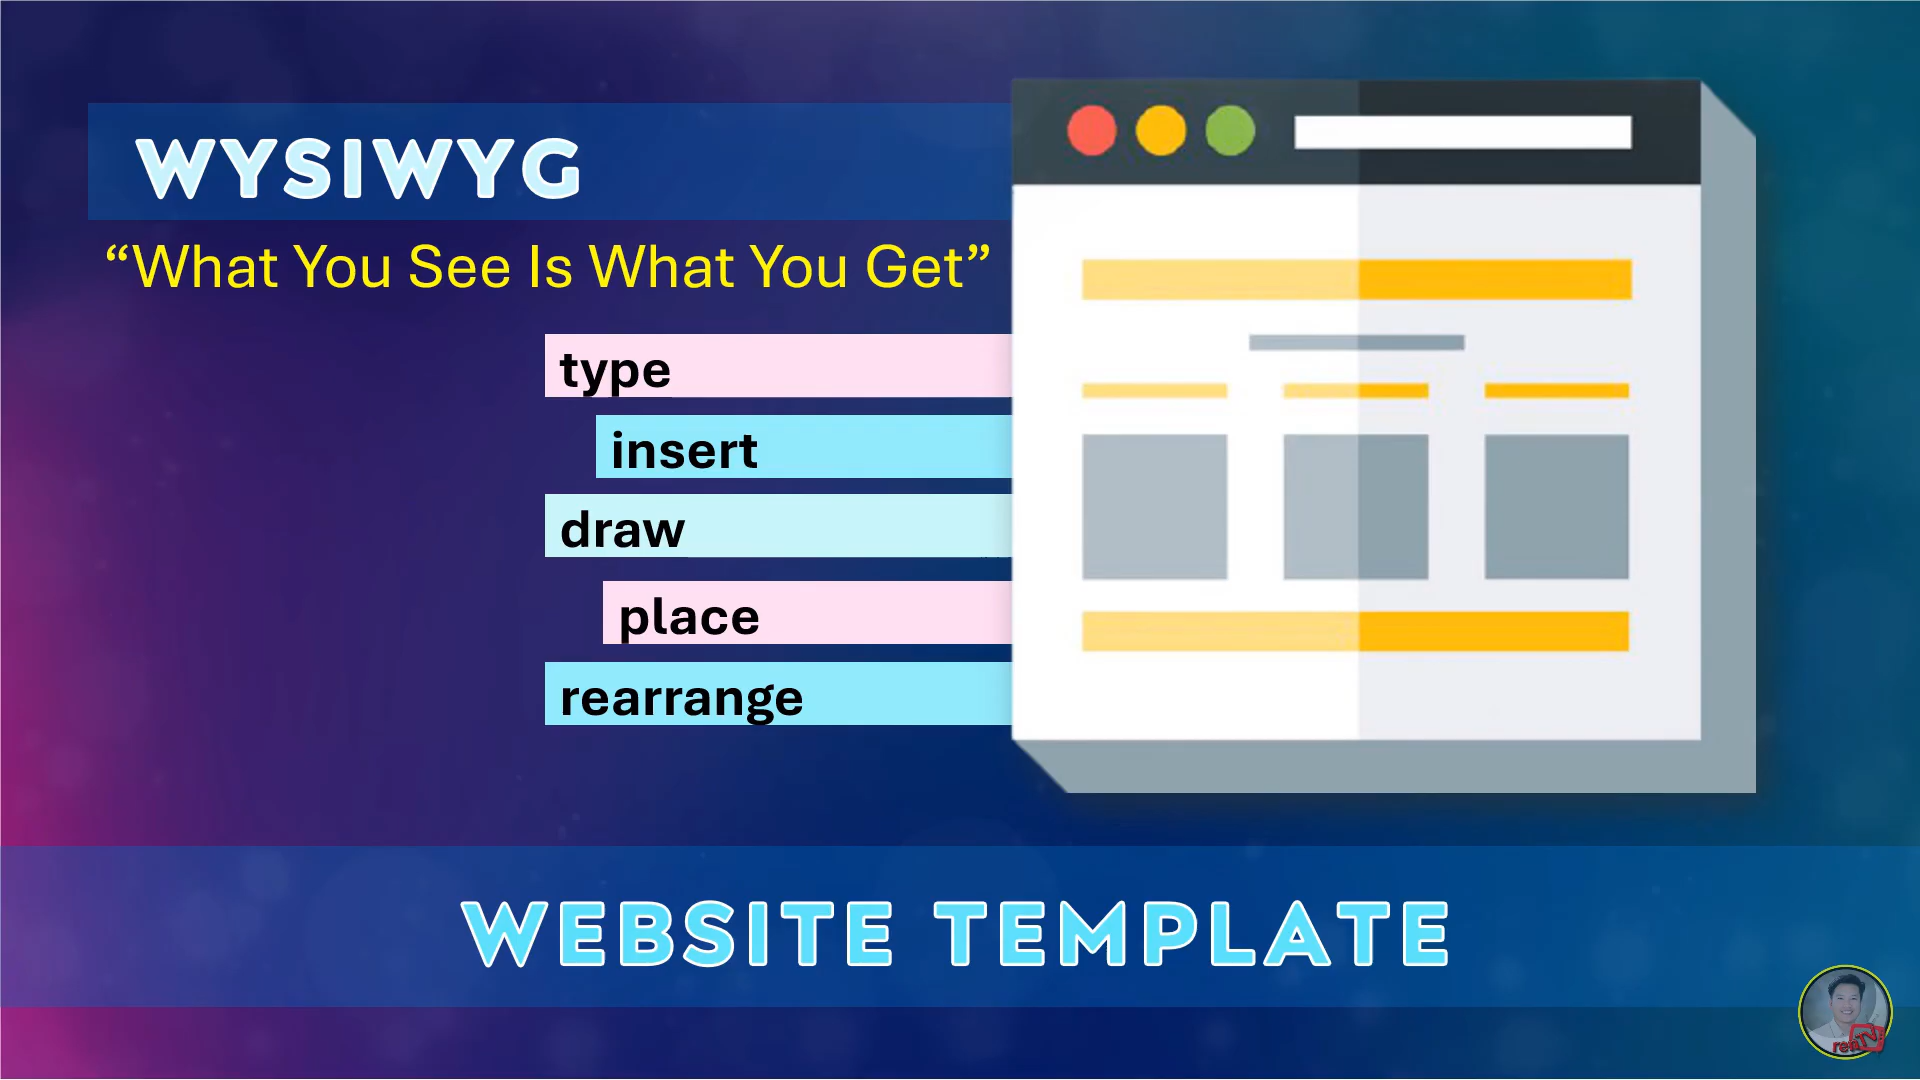 WYSIWYG
“What You See Is What You Get”
type
insert
draw
place
rearrange
WEBSITE TEMPLATE